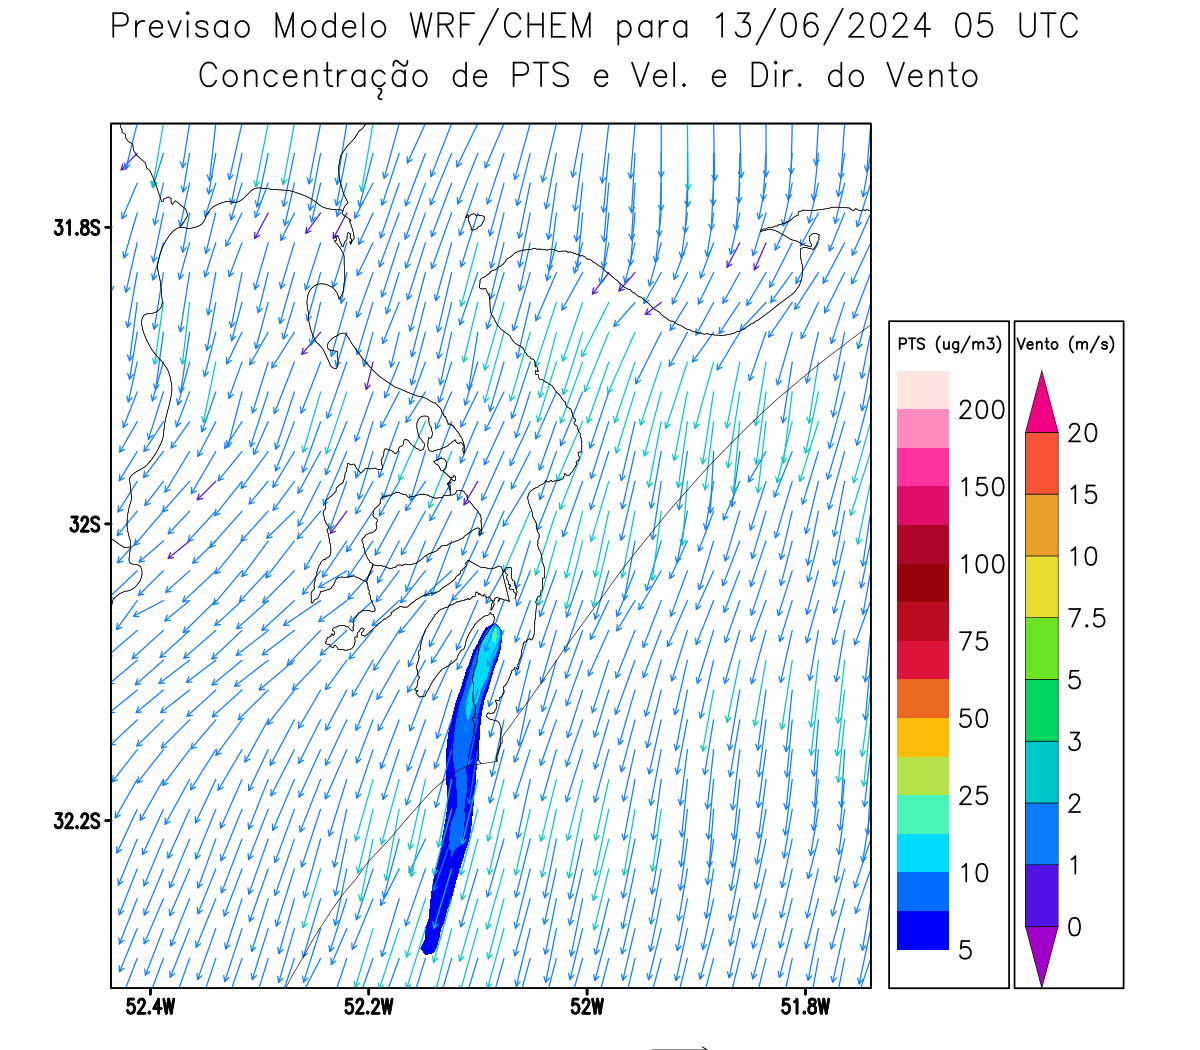 Previsao Modelo WRF/CHEM para 13/06/2024 05 UTC
Concentração de PTS e Vel. e Dir. do Vento
31.8S
32S
32.2S
52.4W
52.2W
52W
51.8W
PTS (ug/m3)
200
150
100
75
50
25
10
5
Vento (m/s)
20
15
10
7.5
5
3
2
1
0